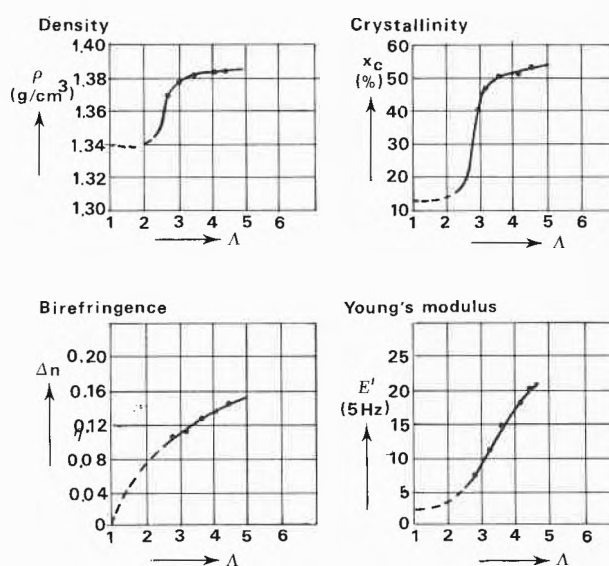 Density
1.40
1.38
1.36
1.34
1.32
1.30
ρ
(g/cm³)
1 2 3 4 5 6
Λ
Crystallinity
60
50
40
30
20
10
xc
(%)
1 2 3 4 5 6
Λ
Birefringence
0.20
0.16
0.12
0.08
0.04
0
Δn
η
1 2 3 4 5 6
Λ
Young's modulus
25
20
15
10
5
0
E'
(5Hz)
1 2 3 4 5 6
Λ